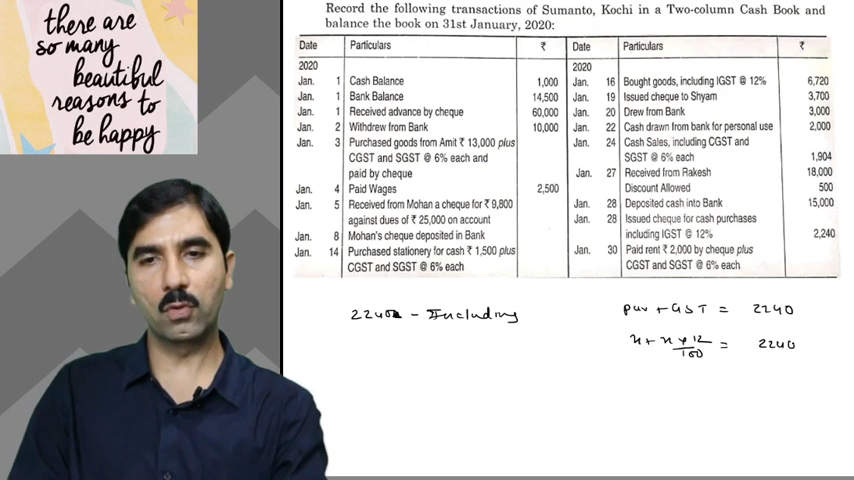 there are
so many
beautiful
reasons to
be happy
Record the following transactions of Sumanto, Kochi in a Two-column Cash Book and
balance the book on 31st January, 2020:
Date Particulars ₹ Date Particulars ₹
2020 2020
Jan. 1 Cash Balance 1,000 Jan. 16 Bought goods, including IGST @ 12% 6,720
Jan. 1 Bank Balance 14,500 Jan. 19 Issued cheque to Shyam 3,700
Jan. 1 Received advance by cheque 60,000 Jan. 20 Drew from Bank 3,000
Jan. 2 Withdrew from Bank 10,000 Jan. 22 Cash drawn from bank for personal use 2,000
Jan. 3 Purchased goods from Amit ₹ 13,000 plus Jan. 24 Cash Sales, including CGST and
CGST and SGST @ 6% each and SGST @ 6% each 1,904
paid by cheque Jan. 27 Received from Rakesh 18,000
Jan. 4 Paid Wages 2,500 Discount Allowed 500
Jan. 5 Received from Mohan a cheque for ₹ 9,800 Jan. 28 Deposited cash into Bank 15,000
against dues of ₹ 25,000 on account Jan. 28 Issued cheque for cash purchases
Jan. 8 Mohan's cheque deposited in Bank including IGST @ 12% 2,240
Jan. 14 Purchased stationery for cash ₹ 1,500 plus Jan. 30 Paid rent ₹ 2,000 by cheque plus
CGST and SGST @ 6% each CGST and SGST @ 6% each
2240 - Including pur + GST = 2240
x + x × 12/100 = 2240